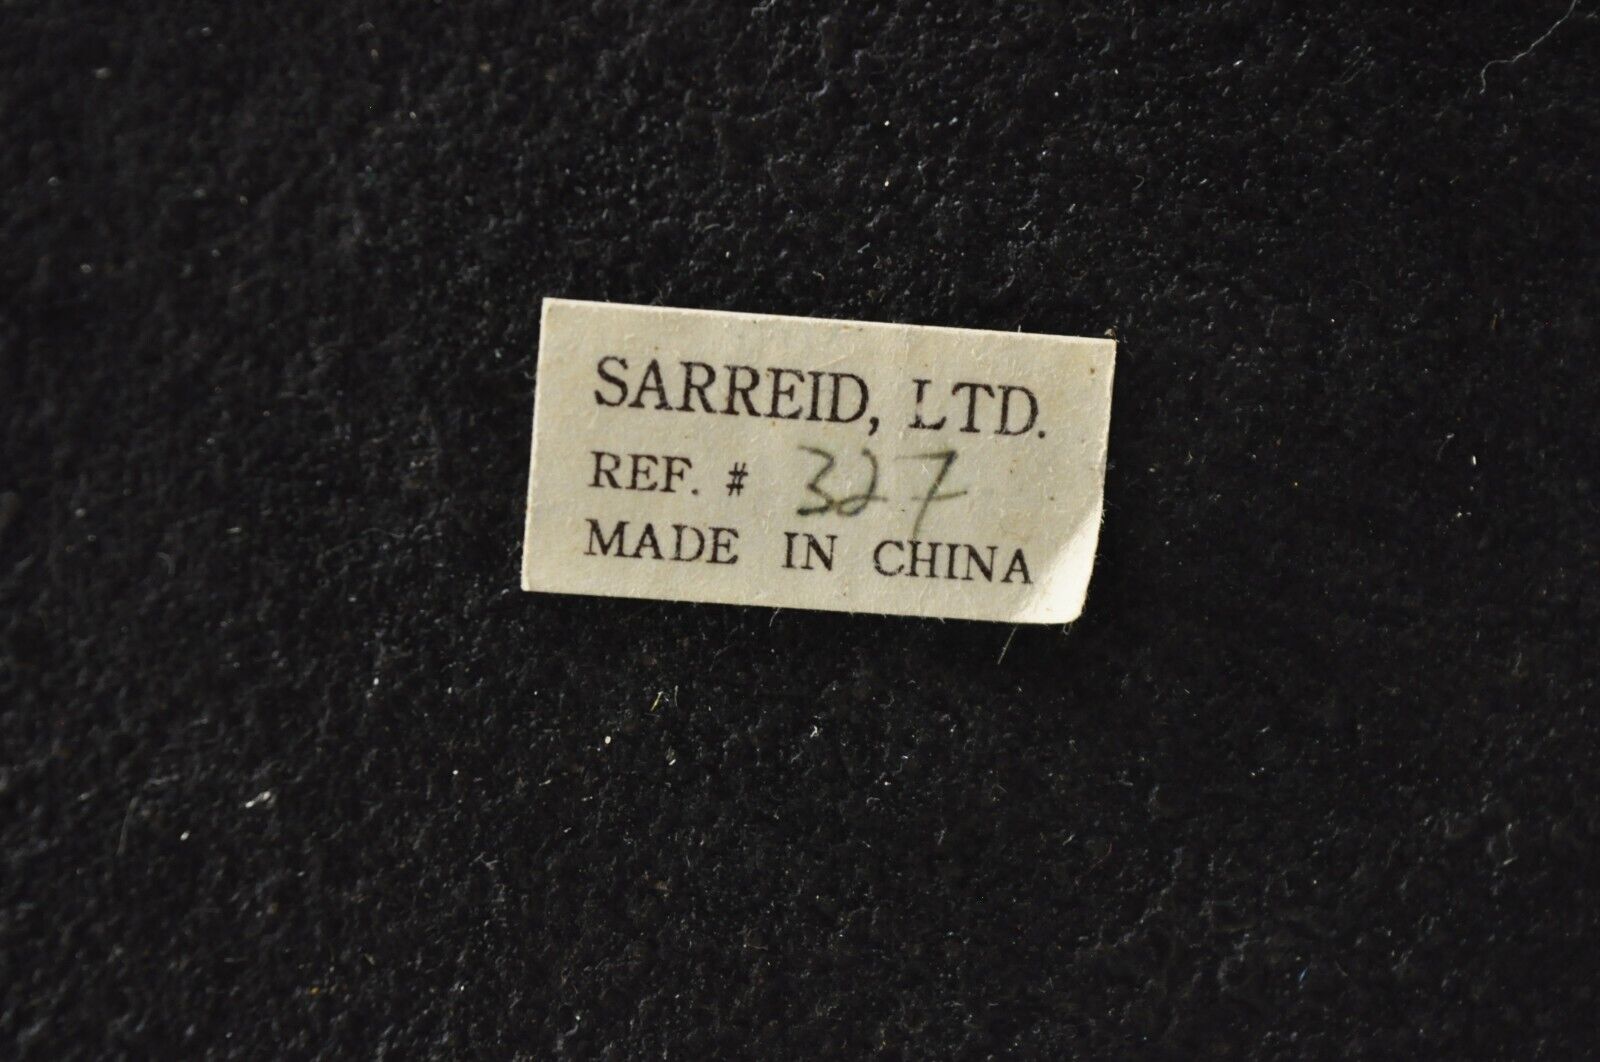 SARREID, LTD.
REF. # 327
MADE IN CHINA